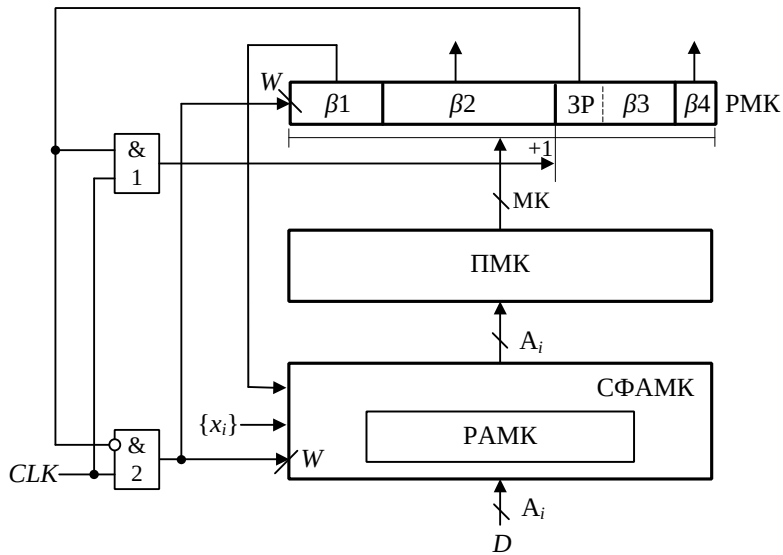 W
β1 β2 ЗР β3 β4 РМК
&
1
+1
МК
ПМК
Ai
СФАМК
{xi}
РАМК
&
2
W
CLK
Ai
D